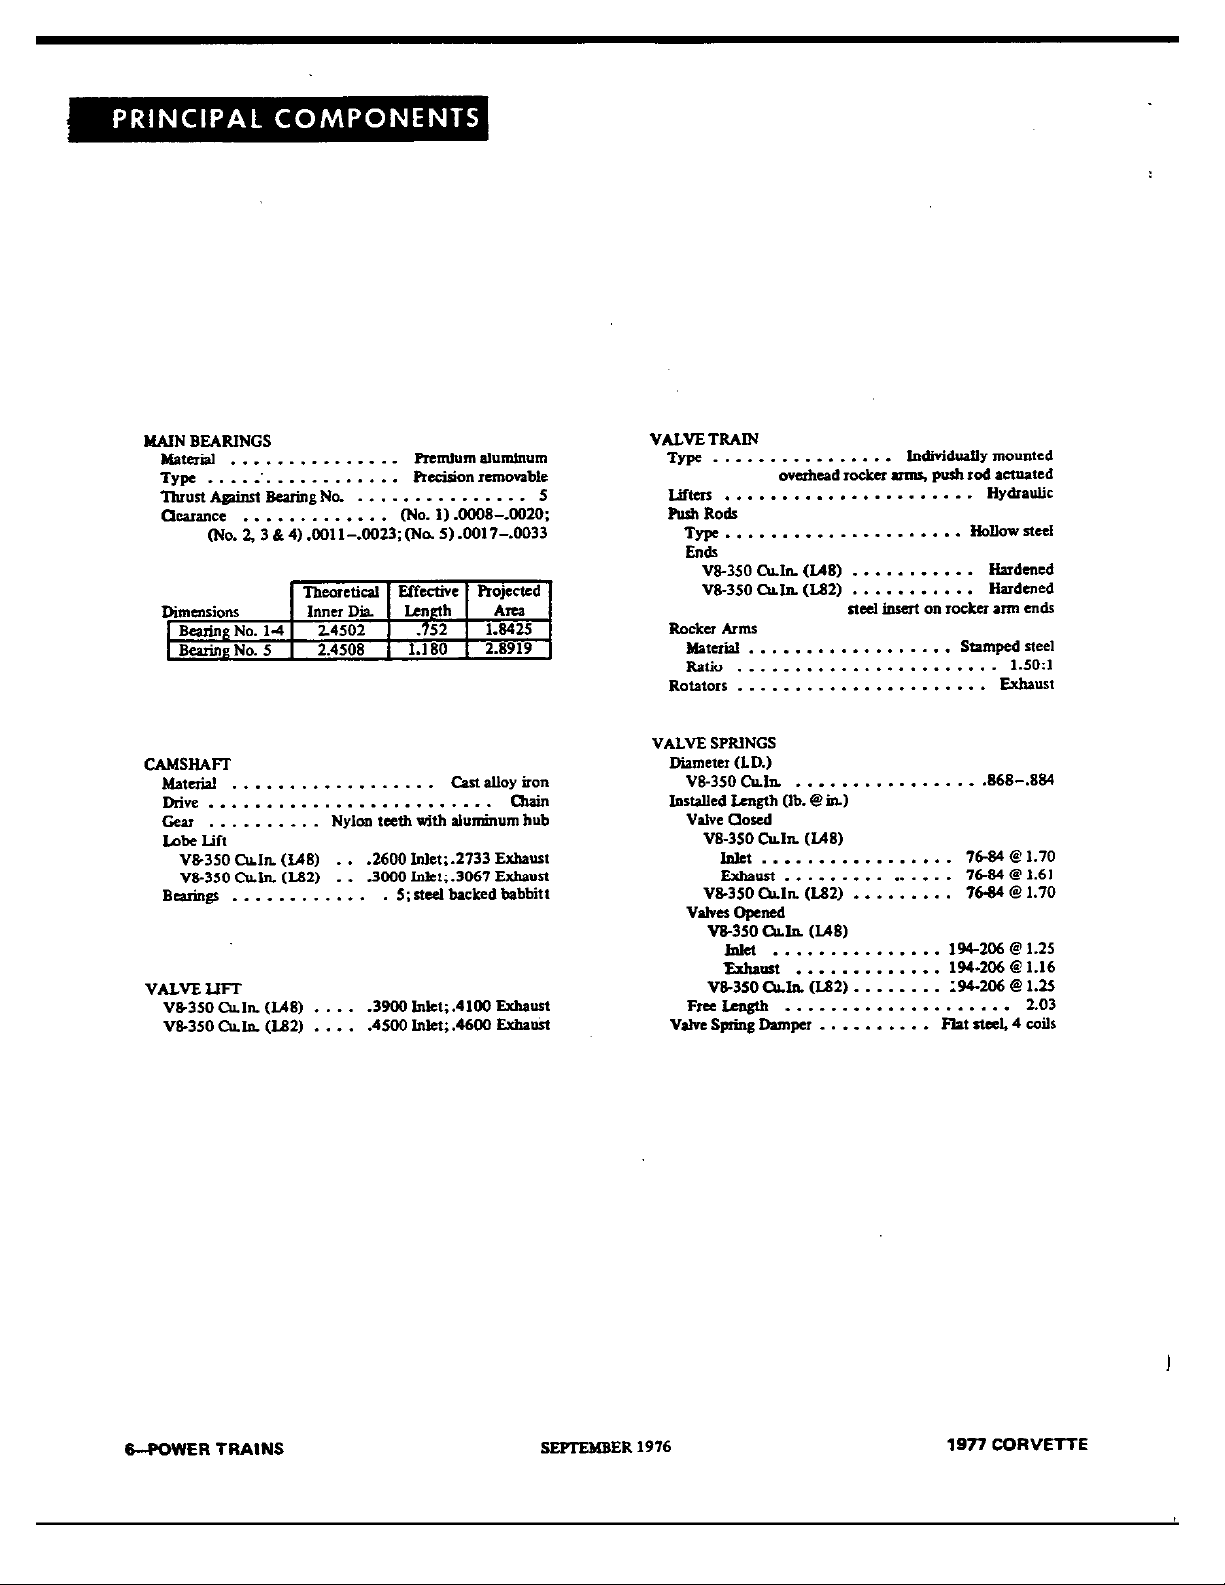 PRINCIPAL COMPONENTS
MAIN BEARINGS
Material . . . . . . . . . . . . . . . Premium aluminum
Type . . . . . . . . . . . . . . . . . Precision removable
Thrust Against Bearing No. . . . . . . . . . . . . . . . 5
Clearance . . . . . . . . . . . . . (No. 1) .0008–.0020;
(No. 2, 3 & 4) .0011–.0023; (No. 5) .0017–.0033
Dimensions Theoretical Inner Dia. Effective Length Projected Area
Bearing No. 1-4 2.4502 .752 1.8425
Bearing No. 5 2.4508 1.180 2.8919
CAMSHAFT
Material . . . . . . . . . . . . . . . . . . Cast alloy iron
Drive . . . . . . . . . . . . . . . . . . . . . . . . . Chain
Gear . . . . . . . . . . Nylon teeth with aluminum hub
Lobe Lift
V8-350 Cu.In. (L48) . . .2600 Inlet; .2733 Exhaust
V8-350 Cu.In. (L82) . . .3000 Inlet; .3067 Exhaust
Bearings . . . . . . . . . . . . . . 5; steel backed babbitt
VALVE LIFT
V8-350 Cu.In. (L48) . . . . .3900 Inlet; .4100 Exhaust
V8-350 Cu.In. (L82) . . . . .4500 Inlet; .4600 Exhaust
VALVE TRAIN
Type . . . . . . . . . . . . . . . . Individually mounted
overhead rocker arms, push rod actuated
Lifters . . . . . . . . . . . . . . . . . . . . . . Hydraulic
Push Rods
Type . . . . . . . . . . . . . . . . . . . . . Hollow steel
Ends
V8-350 Cu.In. (L48) . . . . . . . . . . . Hardened
V8-350 Cu.In. (L82) . . . . . . . . . . . Hardened
steel insert on rocker arm ends
Rocker Arms
Material . . . . . . . . . . . . . . . . . . Stamped steel
Ratio . . . . . . . . . . . . . . . . . . . . . . . 1.50:1
Rotators . . . . . . . . . . . . . . . . . . . . . . Exhaust
VALVE SPRINGS
Diameter (I.D.)
V8-350 Cu.In. . . . . . . . . . . . . . . . . . .868–.884
Installed Length (lb. @ in.)
Valve Closed
V8-350 Cu.In. (L48)
Inlet . . . . . . . . . . . . . . . . . 76-84 @ 1.70
Exhaust . . . . . . . . . . . . . . . 76-84 @ 1.61
V8-350 Cu.In. (L82) . . . . . . . . . 76-84 @ 1.70
Valves Opened
V8-350 Cu.In. (L48)
Inlet . . . . . . . . . . . . . . . 194-206 @ 1.25
Exhaust . . . . . . . . . . . . . 194-206 @ 1.16
V8-350 Cu.In. (L82) . . . . . . . . 194-206 @ 1.25
Free Length . . . . . . . . . . . . . . . . . . . . 2.03
Valve Spring Damper . . . . . . . . . . Flat steel, 4 coils
6—POWER TRAINS SEPTEMBER 1976 1977 CORVETTE